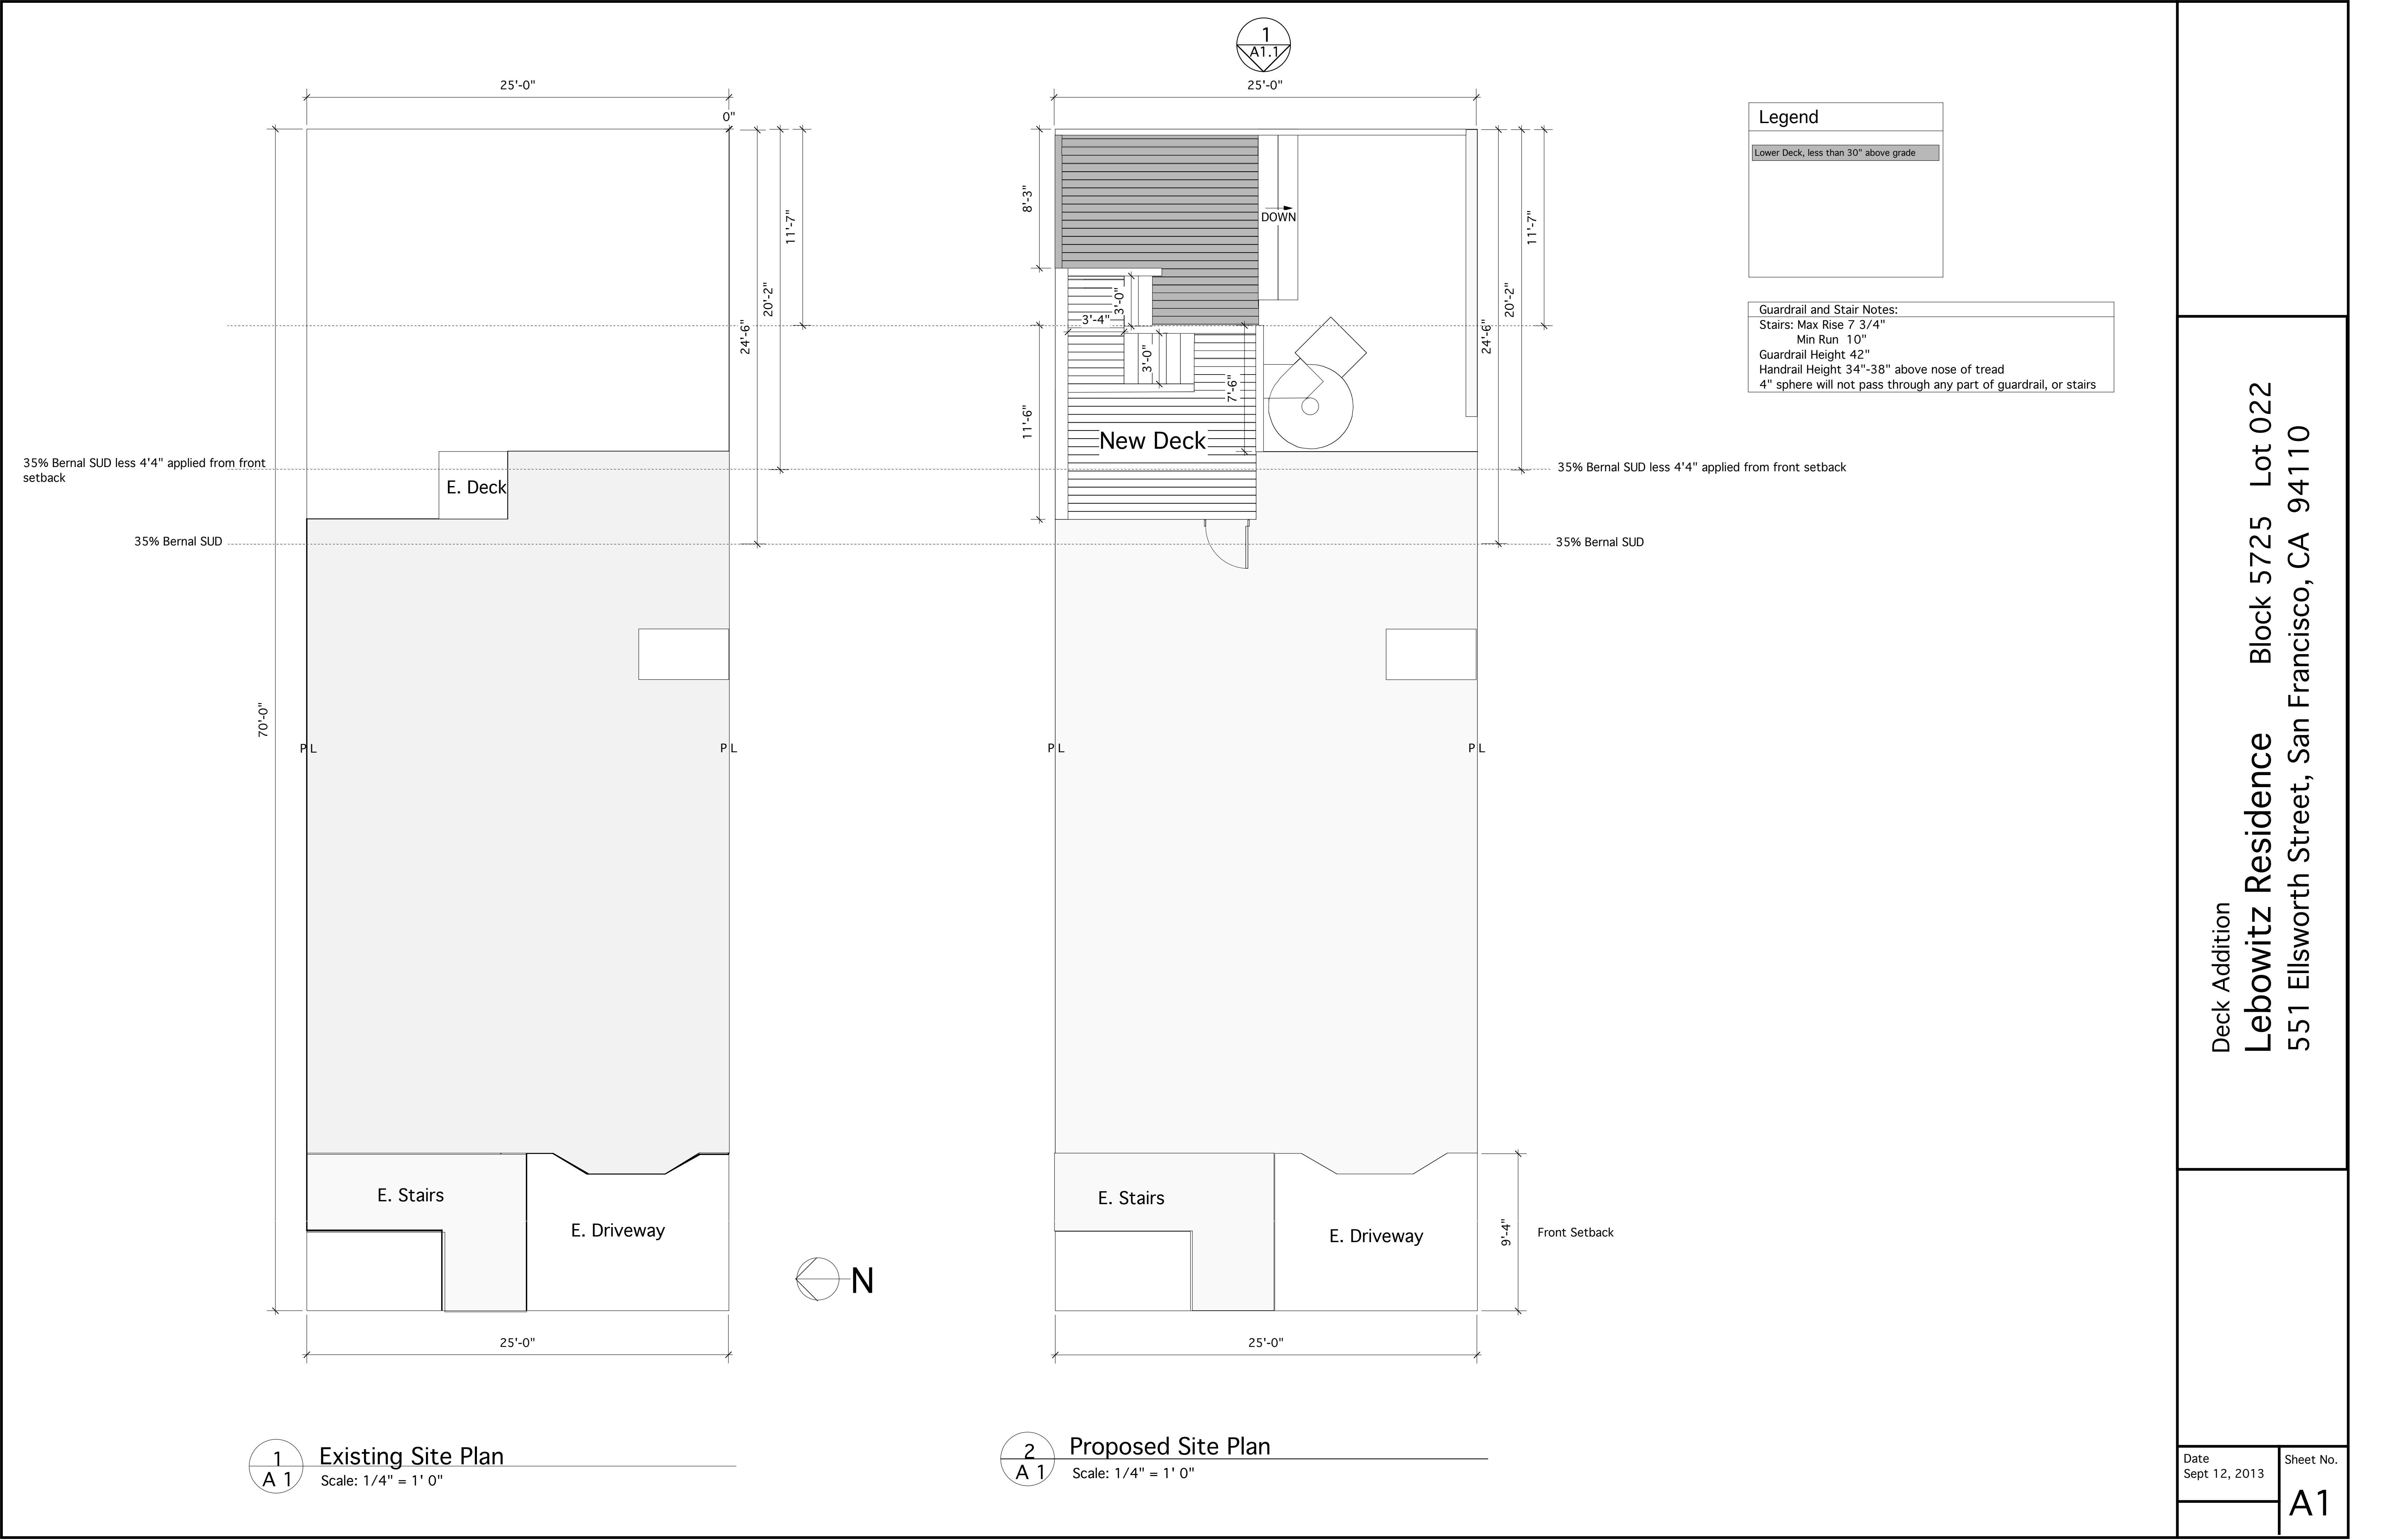 1
A1.1
25'-0"
25'-0"
0"
Legend
Lower Deck, less than 30" above grade
8'-3"
11'-7"
11'-7"
DOWN
20'-2"
20'-2"
24'-6"
24'-6"
3'-0"
3'-4"
3'-0"
7'-6"
11'-6"
New Deck
Guardrail and Stair Notes:
Stairs: Max Rise 7 3/4"
Min Run 10"
Guardrail Height 42"
Handrail Height 34"-38" above nose of tread
4" sphere will not pass through any part of guardrail, or stairs
35% Bernal SUD less 4'4" applied from front
setback
E. Deck
35% Bernal SUD less 4'4" applied from front setback
35% Bernal SUD
35% Bernal SUD
70'-0"
P L
P L
P L
P L
E. Stairs
E. Driveway
E. Stairs
E. Driveway
9'-4"
Front Setback
N
25'-0"
25'-0"
1
A 1
Existing Site Plan
Scale: 1/4" = 1' 0"
2
A 1
Proposed Site Plan
Scale: 1/4" = 1' 0"
Deck Addition
Lebowitz Residence Block 5725 Lot 022
551 Ellsworth Street, San Francisco, CA 94110
Date
Sept 12, 2013
Sheet No.
A1